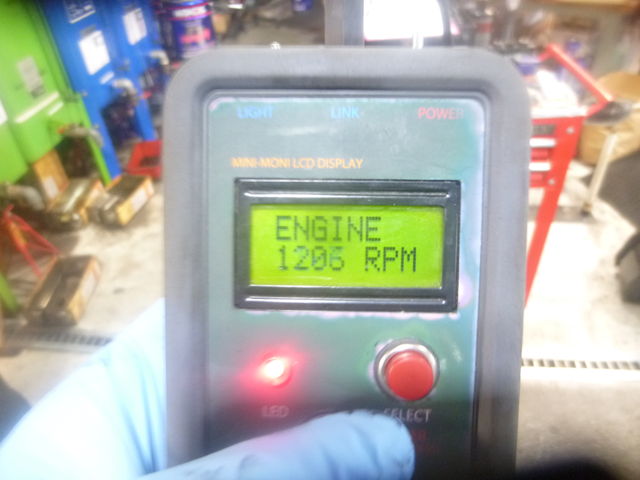 LIGHT LINK POWER
MINI-MONI LCD DISPLAY
ENGINE
1206 RPM
LED SELECT